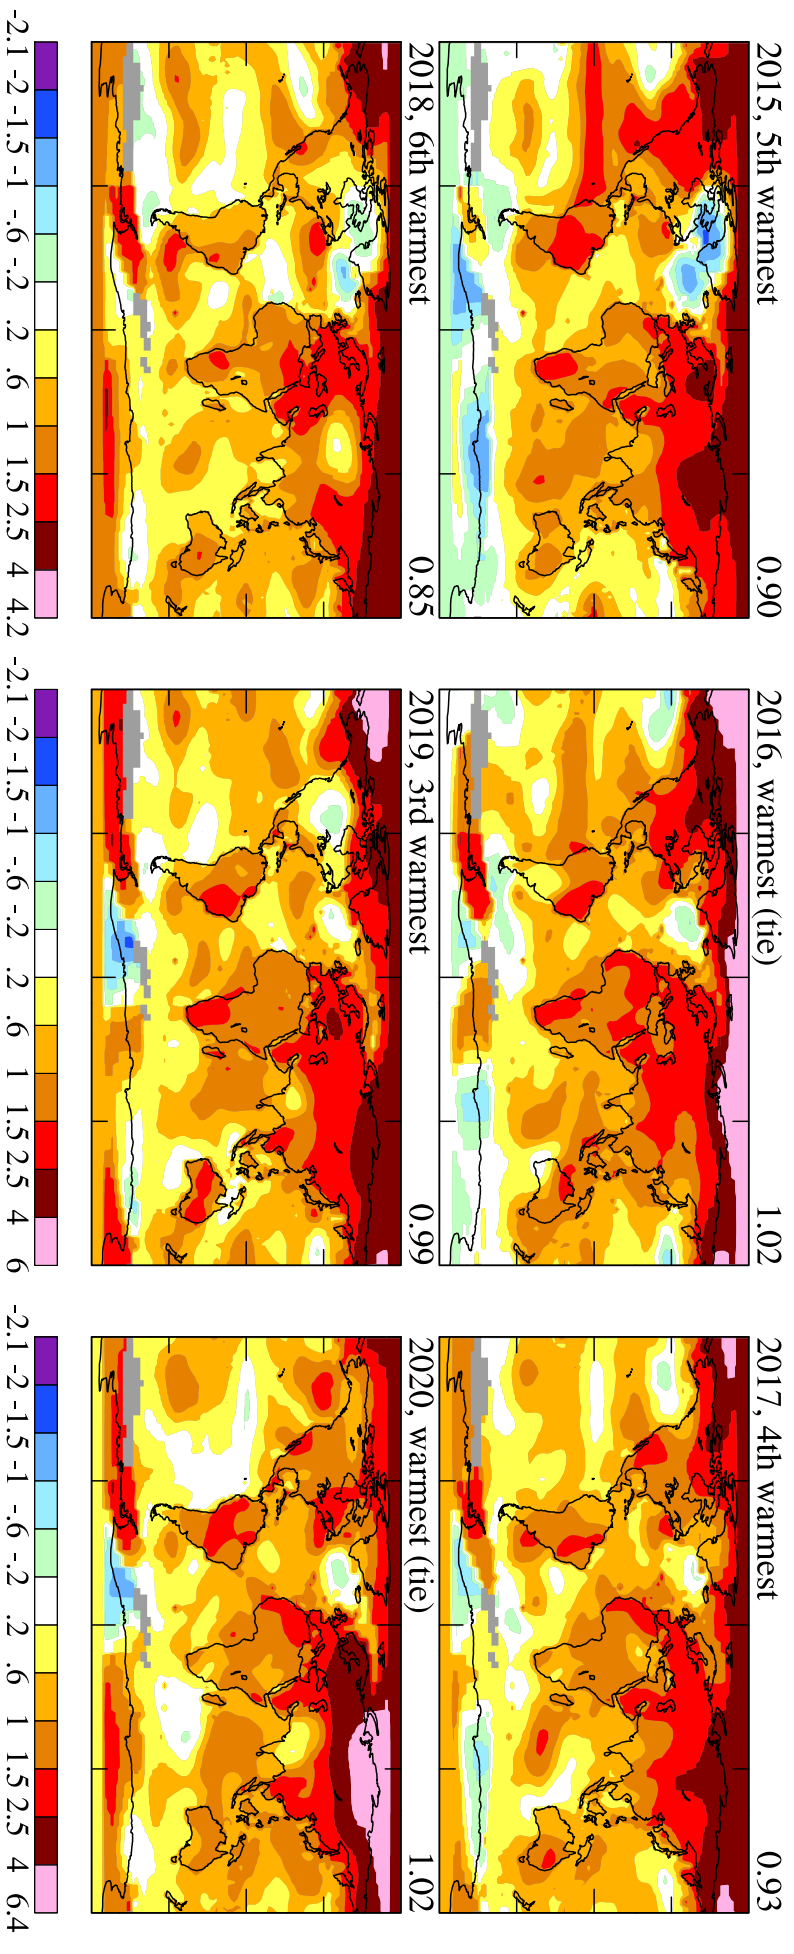 2015, 5th warmest 0.90
2016, warmest (tie) 1.02
2017, 4th warmest 0.93
2018, 6th warmest 0.85
2019, 3rd warmest 0.99
2020, warmest (tie) 1.02
-2.1 -2 -1.5 -1 -.6 -.2 .2 .6 1 1.5 2.5 4 4.2
-2.1 -2 -1.5 -1 -.6 -.2 .2 .6 1 1.5 2.5 4 6
-2.1 -2 -1.5 -1 -.6 -.2 .2 .6 1 1.5 2.5 4 6.4